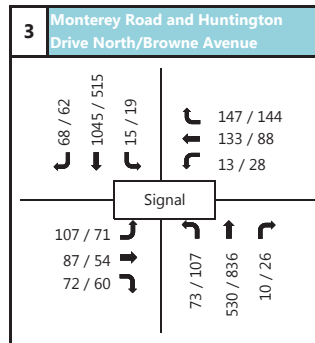 3
Monterey Road and Huntington
Drive North/Browne Avenue
68 / 62
1045 / 515
15 / 19
147 / 144
133 / 88
13 / 28
Signal
107 / 71
87 / 54
72 / 60
73 / 107
530 / 836
10 / 26